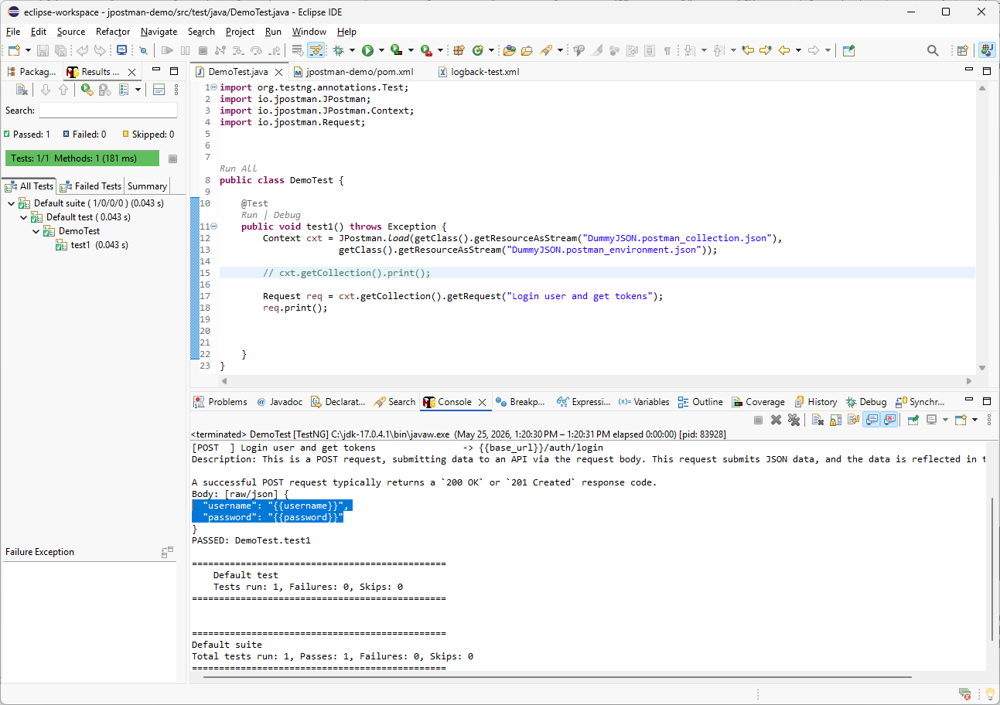 eclipse-workspace - jpostman-demo/src/test/java/DemoTest.java - Eclipse IDE
File Edit Source Refactor Navigate Search Project Run Window Help
Packag... Results ...
Search:
Passed: 1 Failed: 0 Skipped: 0
Tests: 1/1 Methods: 1 (181 ms)
All Tests Failed Tests Summary
Default suite ( 1/0/0/0 ) (0.043 s)
Default test ( 0.043 s)
DemoTest
test1 (0.043 s)
Failure Exception
DemoTest.java jpostman-demo/pom.xml logback-test.xml
1 import org.testng.annotations.Test;
2 import io.jpostman.JPostman;
3 import io.jpostman.JPostman.Context;
4 import io.jpostman.Request;
5
6
7
Run All
8 public class DemoTest {
9
10 @Test
Run | Debug
11 public void test1() throws Exception {
12 Context cxt = JPostman.Load(getClass().getResourceAsStream("DummyJSON.postman_collection.json"),
13 getClass().getResourceAsStream("DummyJSON.postman_environment.json"));
14
15 // cxt.getCollection().print();
16
17 Request req = cxt.getCollection().getRequest("Login user and get tokens");
18 req.print();
19
20
21
22 }
23 }
Problems @ Javadoc Declarat... Search Console Breakp... Expressi... (x)= Variables Outline Coverage History Debug Synchr...
<terminated> DemoTest [TestNG] C:\jdk-17.0.4.1\bin\javaw.exe (May 25, 2026, 1:20:30 PM – 1:20:31 PM elapsed 0:00:00) [pid: 83928]
[POST  ] Login user and get tokens -> {{base_url}}/auth/login
Description: This is a POST request, submitting data to an API via the request body. This request submits JSON data, and the data is reflected in t
A successful POST request typically returns a `200 OK` or `201 Created` response code.
Body: [raw/json] {
"username": "{{username}}",
"password": "{{password}}"
}
PASSED: DemoTest.test1
===============================================
Default test
Tests run: 1, Failures: 0, Skips: 0
===============================================
===============================================
Default suite
Total tests run: 1, Passes: 1, Failures: 0, Skips: 0
===============================================